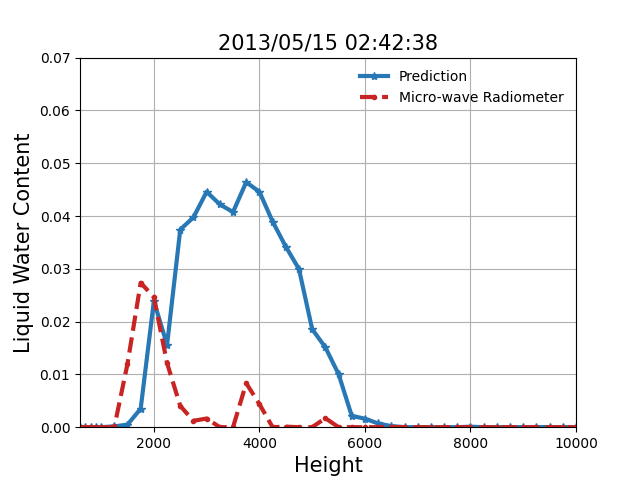 2013/05/15 02:42:38
0.07
0.06
0.05
0.04
0.03
0.02
0.01
0.00
Liquid Water Content
Prediction
Micro-wave Radiometer
2000 4000 6000 8000 10000
Height